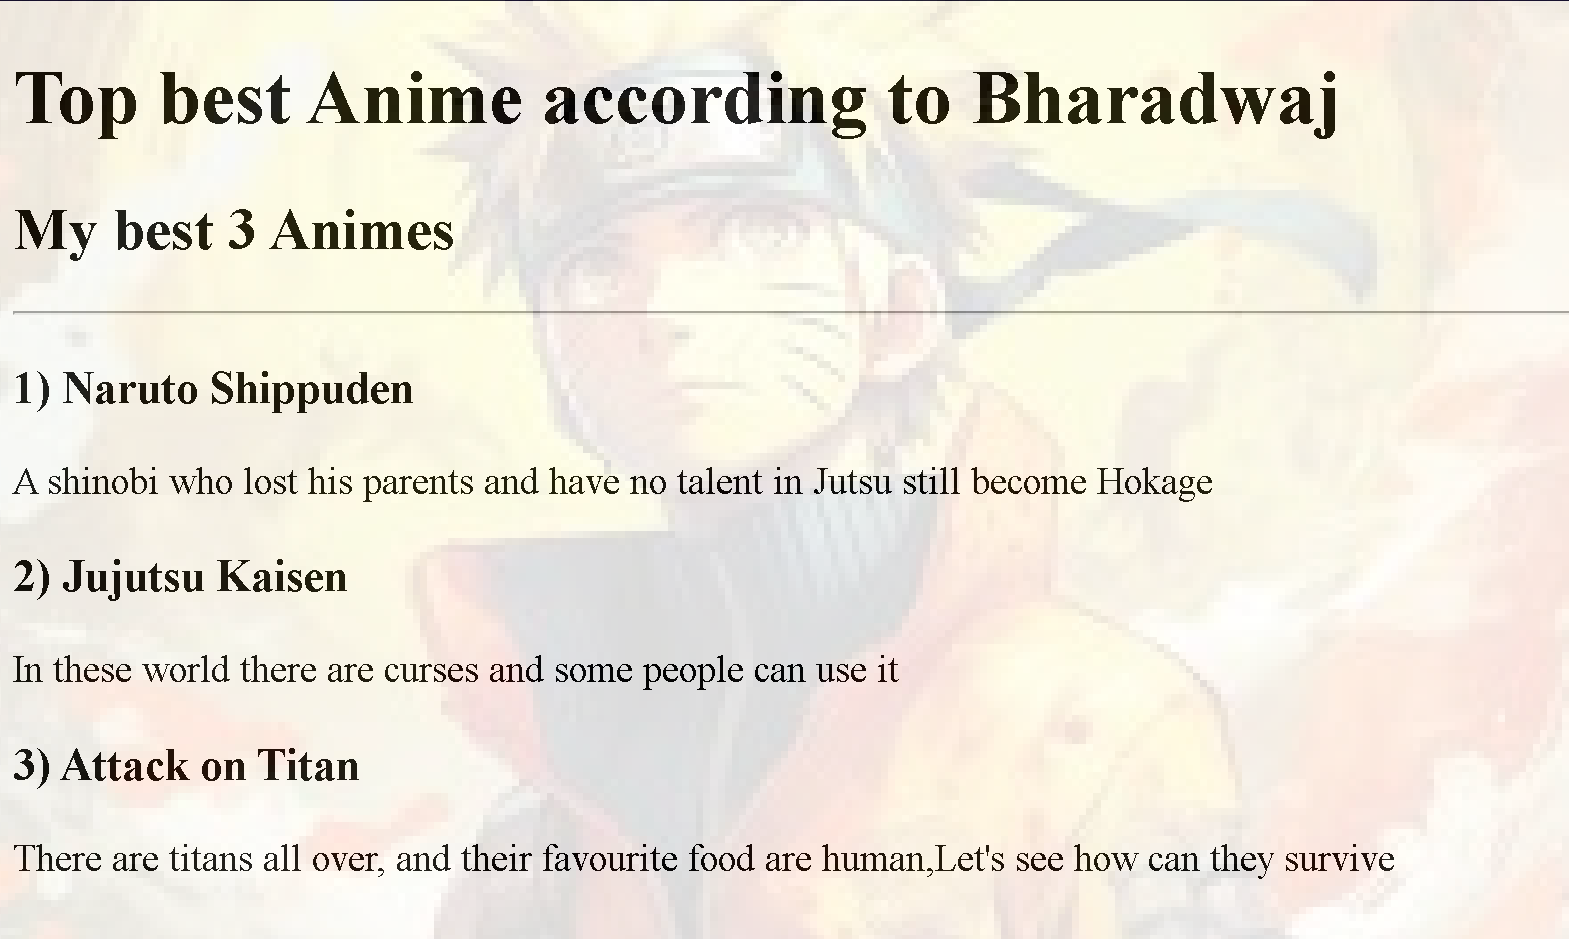 Top best Anime according to Bharadwaj
My best 3 Animes
1) Naruto Shippuden
A shinobi who lost his parents and have no talent in Jutsu still become Hokage
2) Jujutsu Kaisen
In these world there are curses and some people can use it
3) Attack on Titan
There are titans all over, and their favourite food are human,Let's see how can they survive